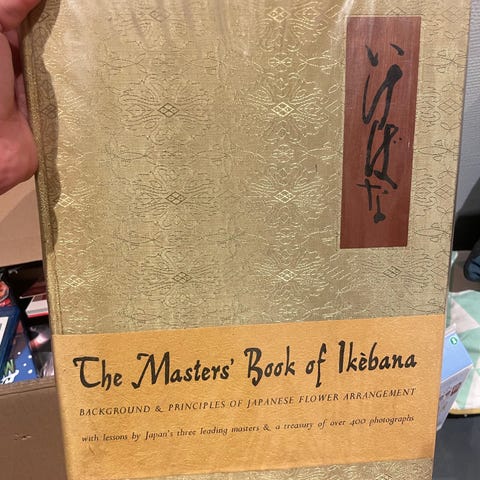 いけばな
The Masters' Book of Ikèbana
BACKGROUND & PRINCIPLES OF JAPANESE FLOWER ARRANGEMENT
with lessons by Japan's three leading masters & a treasury of over 400 photographs